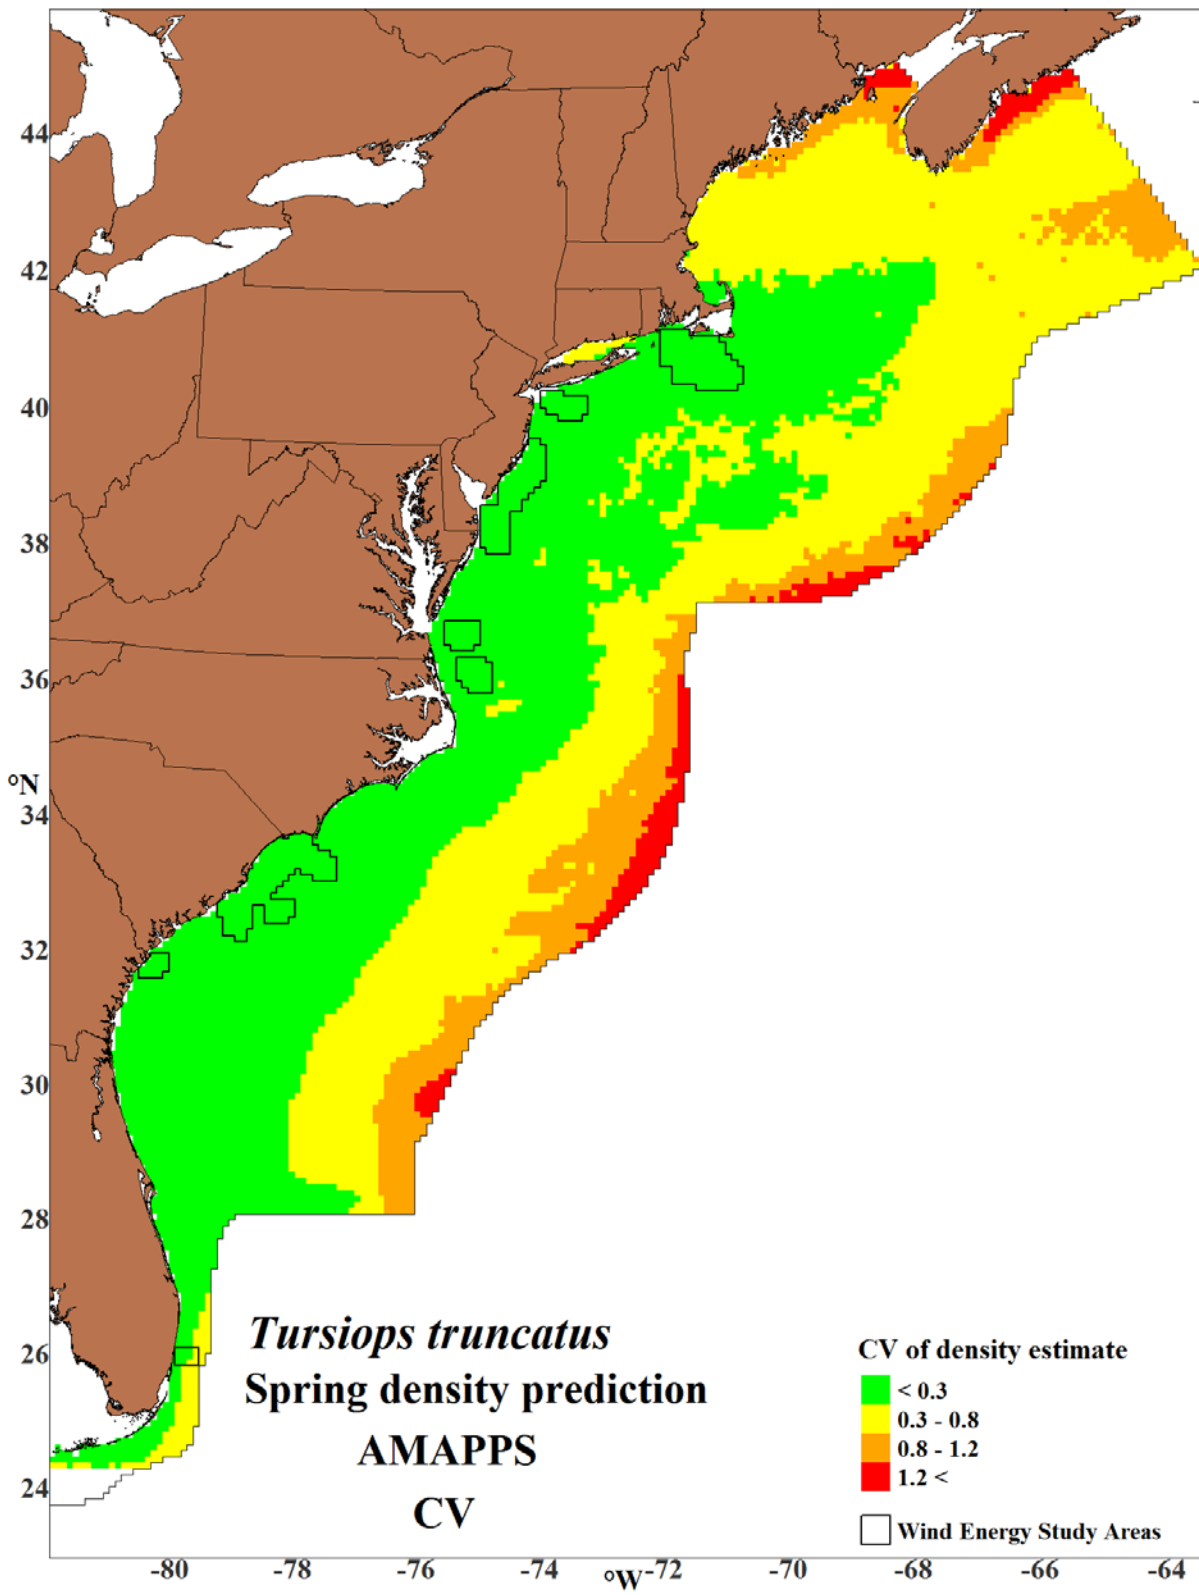 44
42
40
38
36
°N
34
32
30
28
26
24
Tursiops truncatus
Spring density prediction
AMAPPS
CV
CV of density estimate
< 0.3
0.3 - 0.8
0.8 - 1.2
1.2 <
Wind Energy Study Areas
-80 -78 -76 -74 °W -72 -70 -68 -66 -64